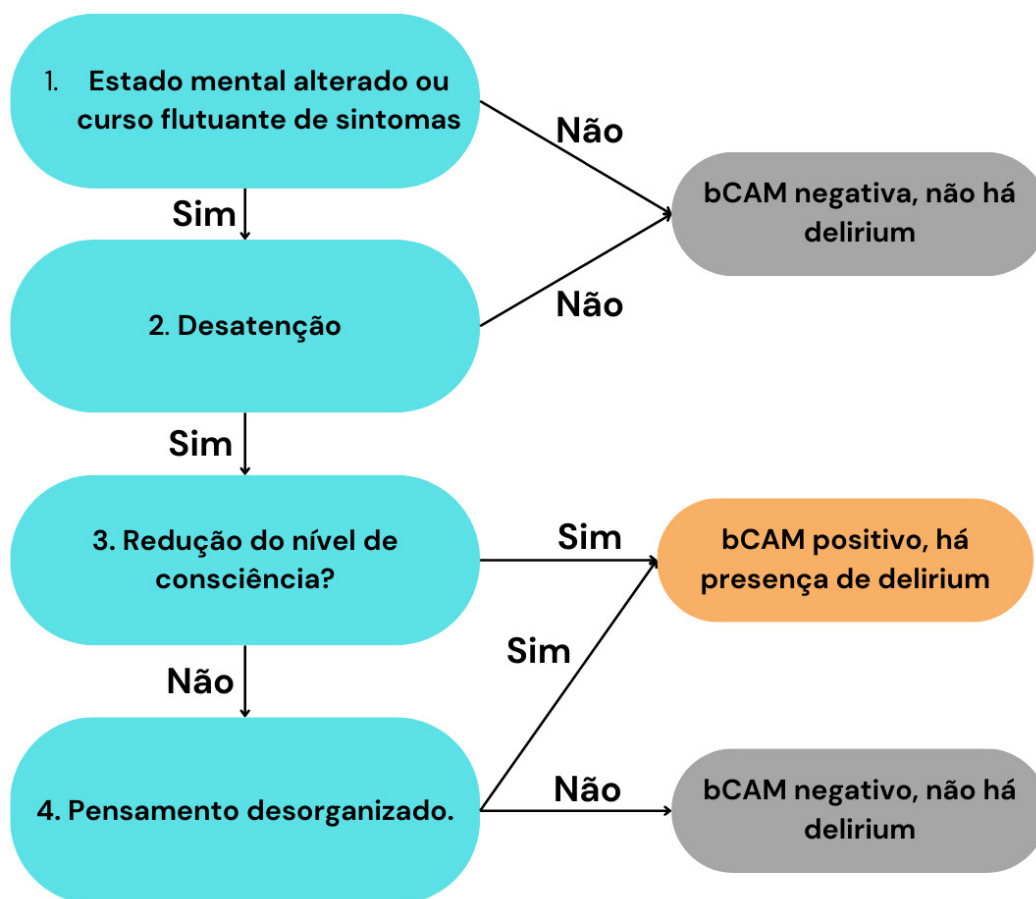 1. Estado mental alterado ou
curso flutuante de sintomas
Não
bCAM negativa, não há
delirium
Sim
Não
2. Desatenção
Sim
3. Redução do nível de
consciência?
Sim
bCAM positivo, há
presença de delirium
Sim
Não
4. Pensamento desorganizado.
Não
bCAM negativo, não há
delirium